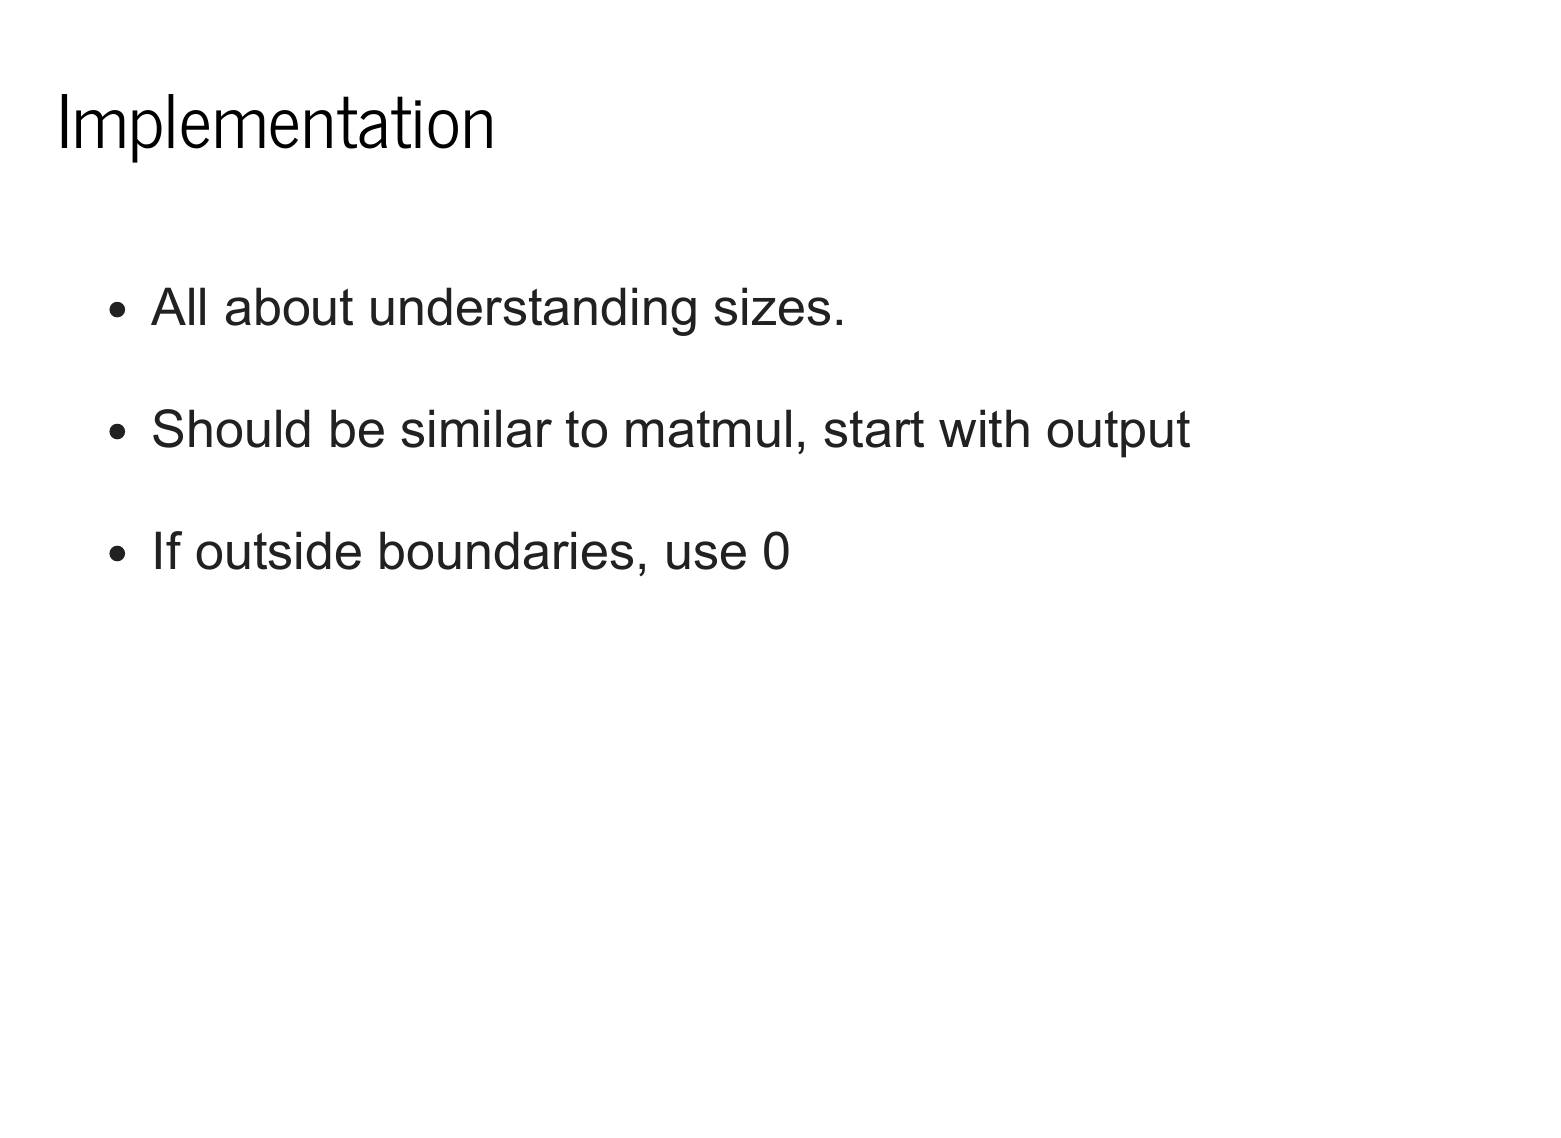 Implementation
• All about understanding sizes.
• Should be similar to matmul, start with output
• If outside boundaries, use 0